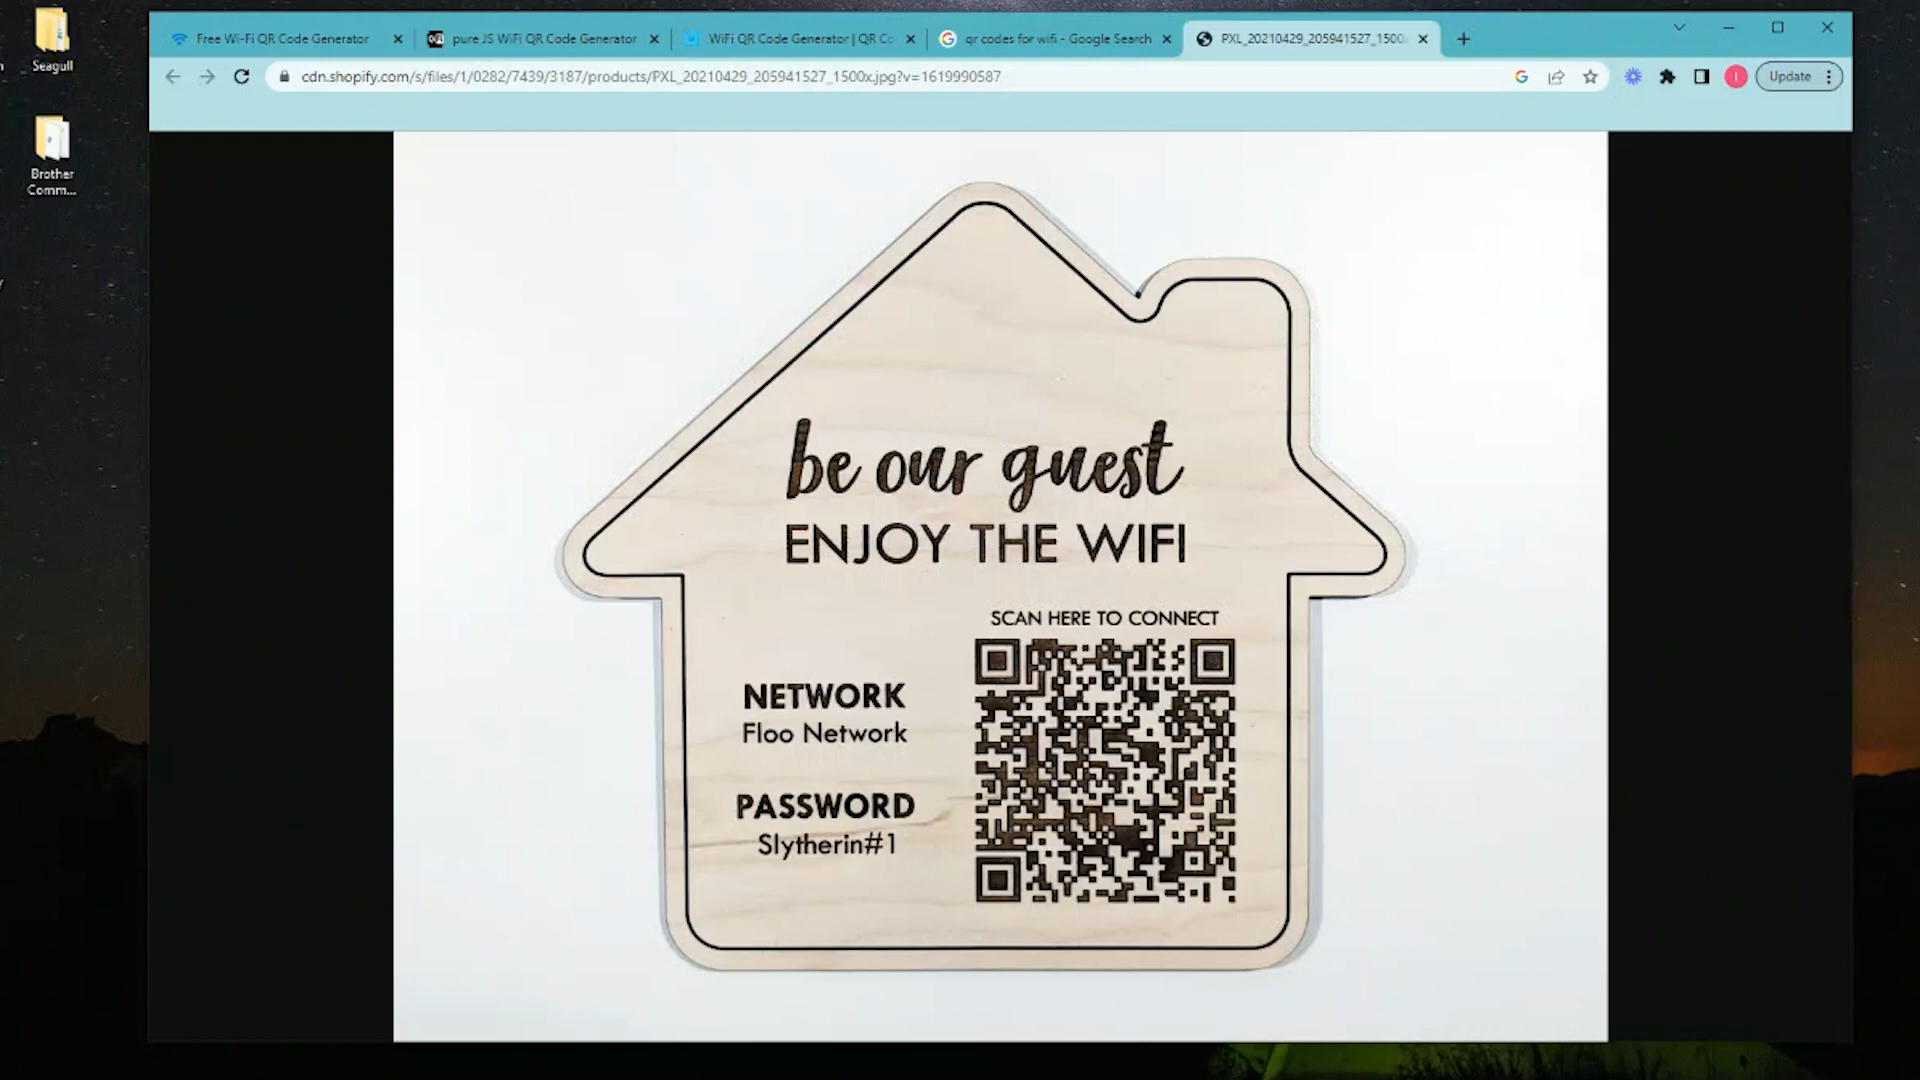 Seagull
Brother
Comm...
Free Wi-Fi QR Code Generator
pure JS WiFi QR Code Generator
WiFi QR Code Generator | QR Co
qr codes for wifi - Google Search
PXL_20210429_205941527_1500
cdn.shopify.com/s/files/1/0282/7439/3187/products/PXL_20210429_205941527_1500x.jpg?v=1619990587
Update
be our guest
ENJOY THE WIFI
SCAN HERE TO CONNECT
NETWORK
Floo Network
PASSWORD
Slytherin#1